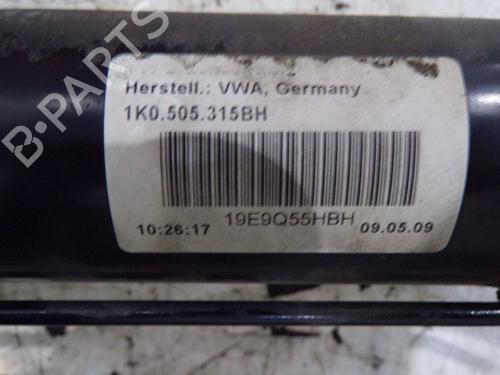 B-PARTS
Herstell.: VWA, Germany
1K0.505.315BH
19E9Q55HBH
10:26:17
09.05.09